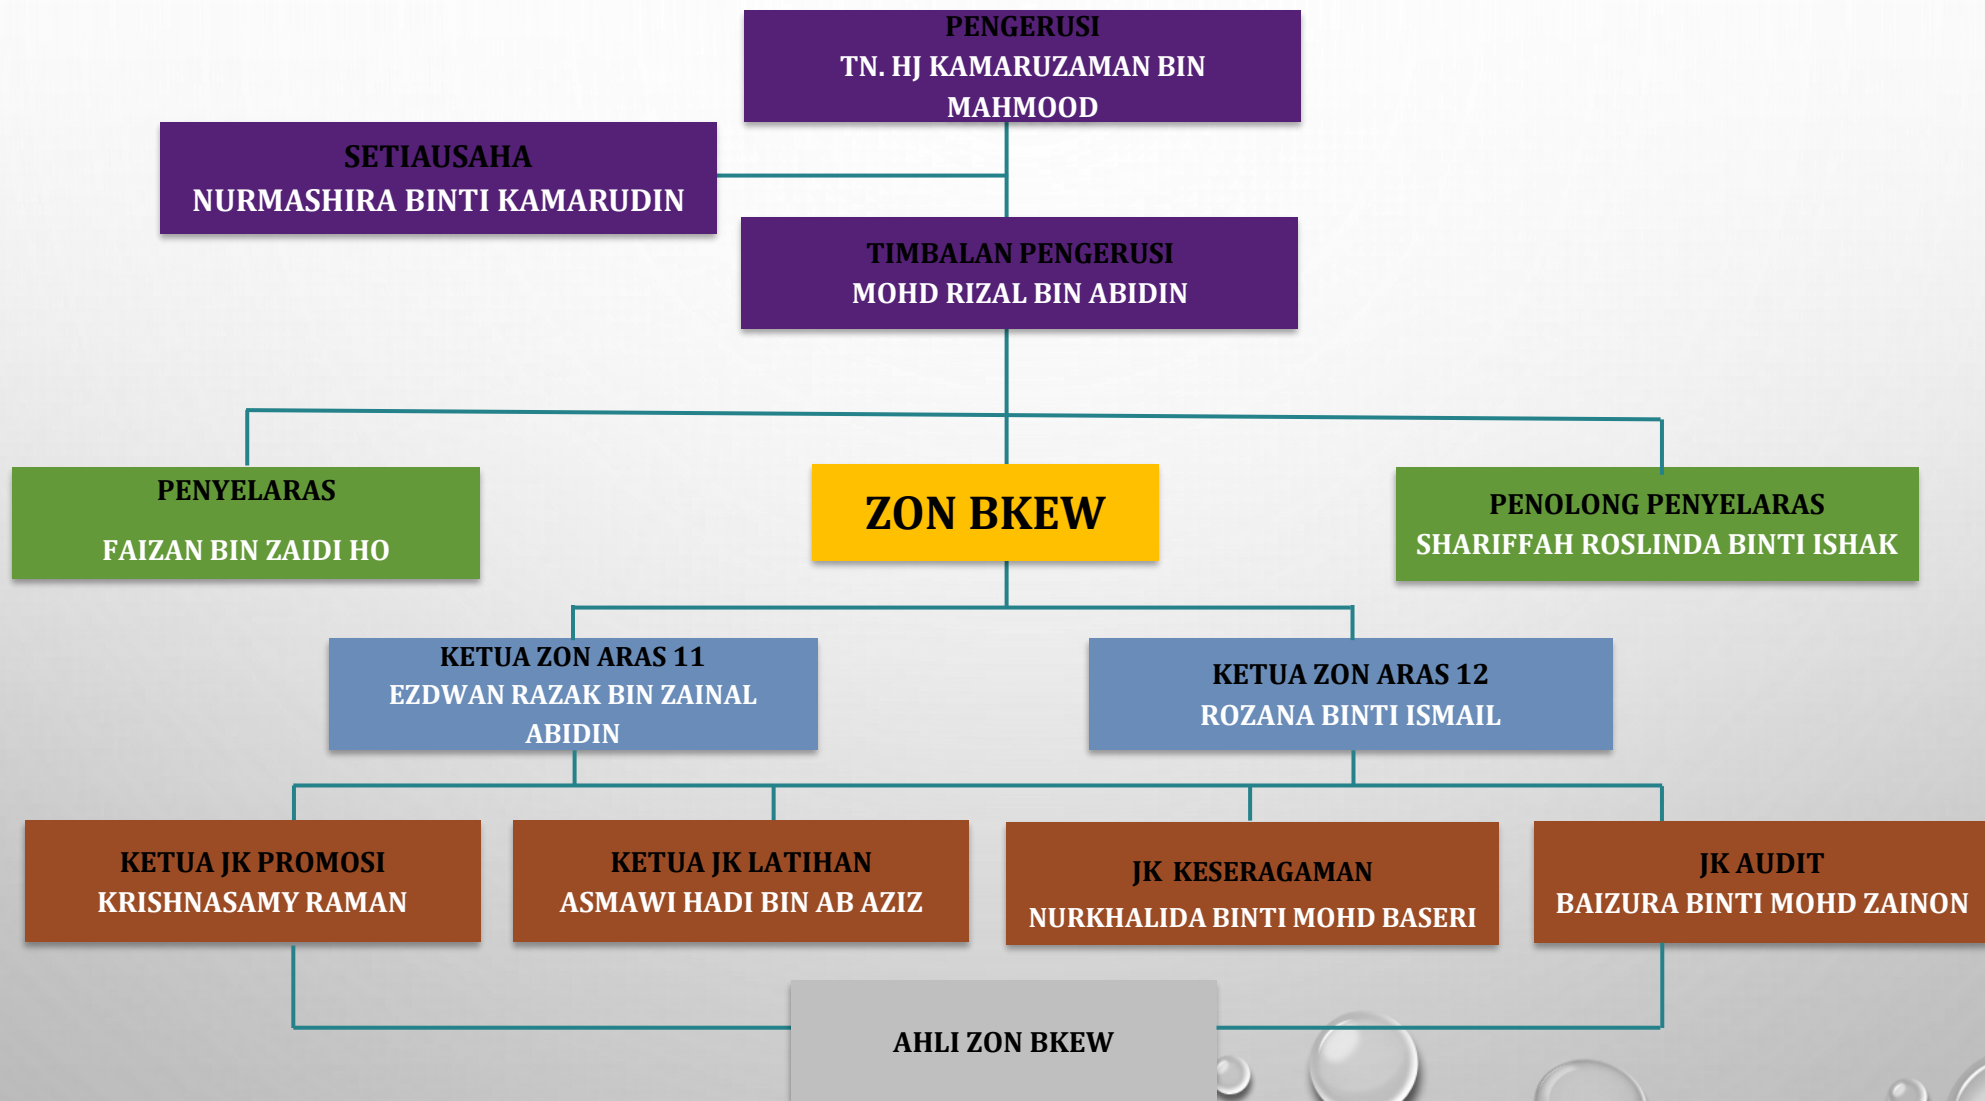 PENGERUSI
TN. HJ KAMARUZAMAN BIN
MAHMOOD
SETIAUSAHA
NURMASHIRA BINTI KAMARUDIN
TIMBALAN PENGERUSI
MOHD RIZAL BIN ABIDIN
PENYELARAS
FAIZAN BIN ZAIDI HO
ZON BKEW
PENOLONG PENYELARAS
SHARIFFAH ROSLINDA BINTI ISHAK
KETUA ZON ARAS 11
EZDWAN RAZAK BIN ZAINAL
ABIDIN
KETUA ZON ARAS 12
ROZANA BINTI ISMAIL
KETUA JK PROMOSI
KRISHNASAMY RAMAN
KETUA JK LATIHAN
ASMAWI HADI BIN AB AZIZ
JK KESERAGAMAN
NURKHALIDA BINTI MOHD BASERI
JK AUDIT
BAIZURA BINTI MOHD ZAINON
AHLI ZON BKEW